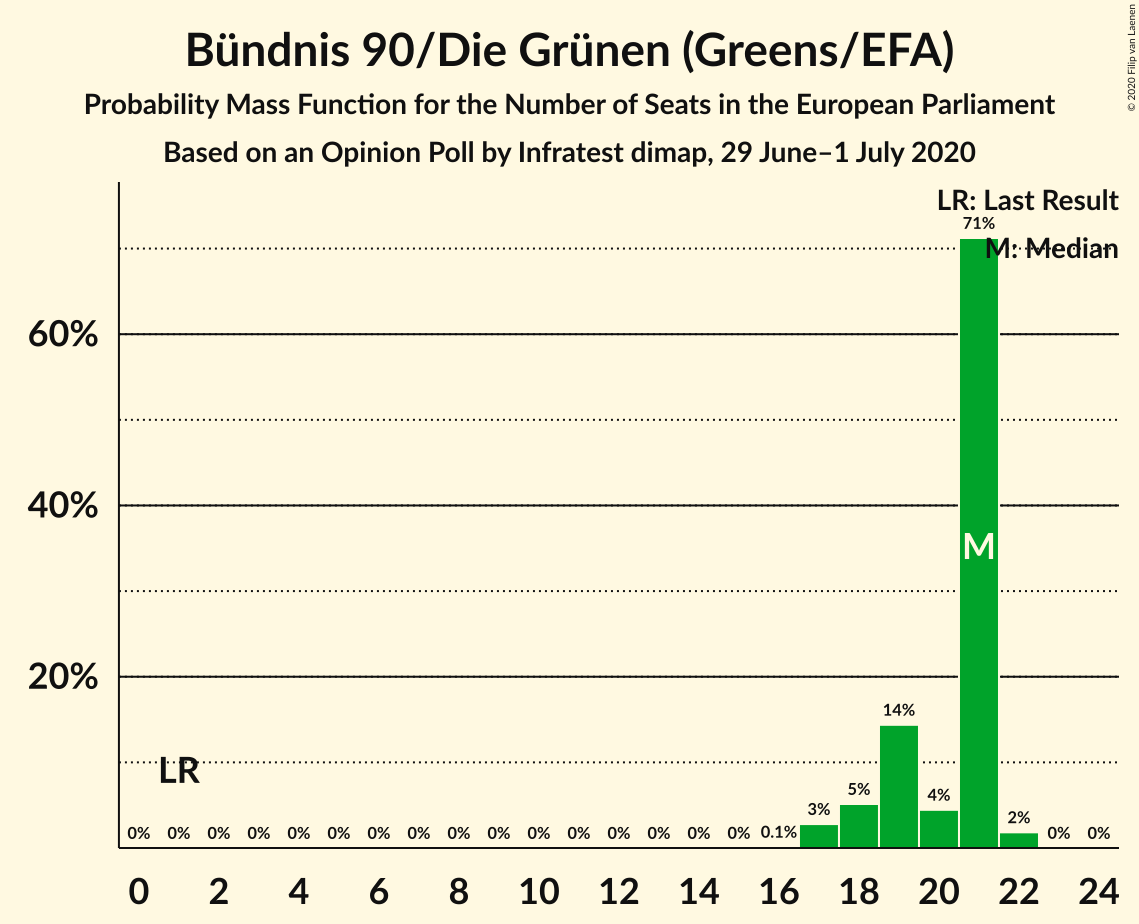 Bündnis 90/Die Grünen (Greens/EFA)
Probability Mass Function for the Number of Seats in the European Parliament
Based on an Opinion Poll by Infratest dimap, 29 June–1 July 2020
© 2020 Filip van Laenen
LR: Last Result
71%
M: Median
60%
40%
M
20%
14%
LR
5%
4%
3%
2%
0% 0% 0% 0% 0% 0% 0% 0% 0% 0% 0% 0% 0% 0% 0% 0% 0.1% 0% 0%
0 2 4 6 8 10 12 14 16 18 20 22 24